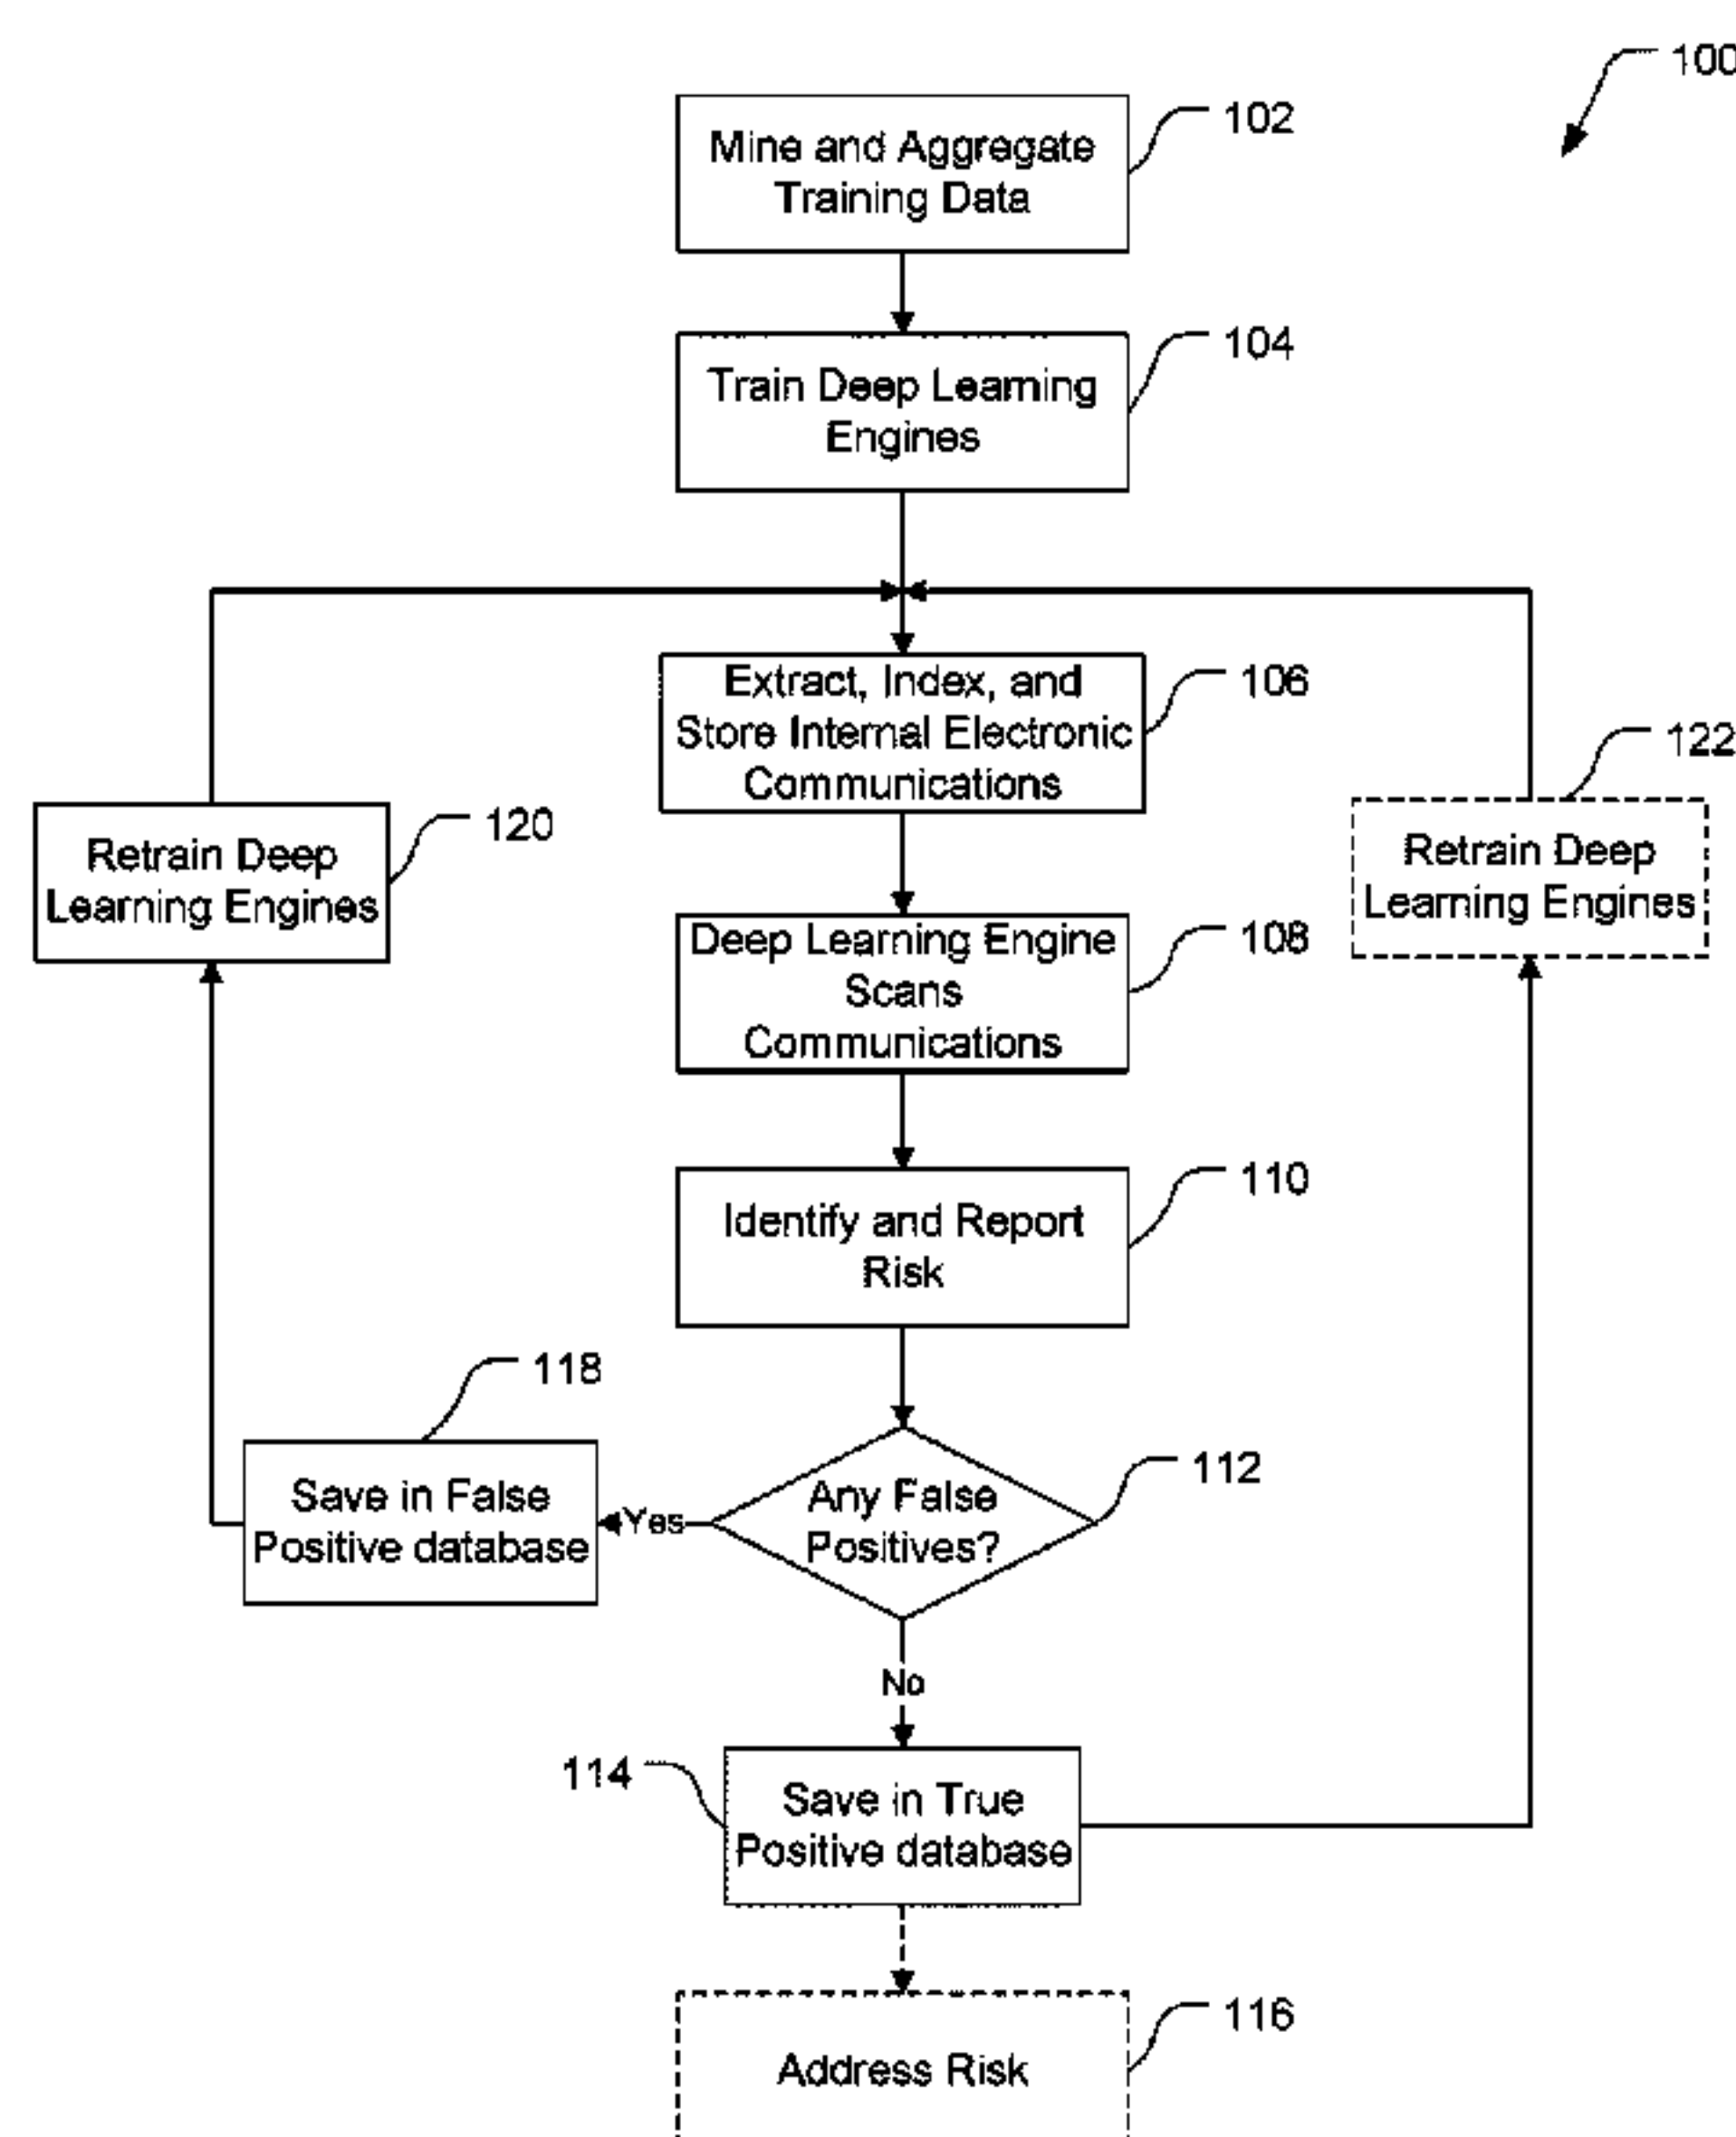 100
102
Mine and Aggregate
Training Data
104
Train Deep Learning
Engines
106
Extract, Index, and
Store Internal Electronic
Communications
122
Retrain Deep
Learning Engines
120
Retrain Deep
Learning Engines
108
Deep Learning Engine
Scans
Communications
110
Identify and Report
Risk
118
Save in False
Positive database
Yes
112
Any False
Positives?
No
114
Save in True
Positive database
116
Address Risk